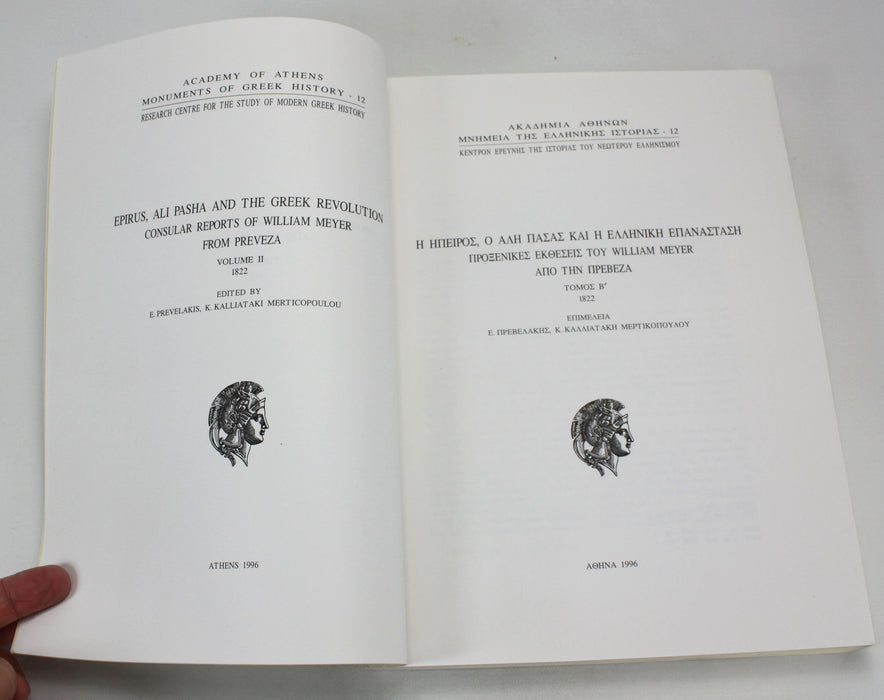 ACADEMY OF ATHENS
MONUMENTS OF GREEK HISTORY - 12
RESEARCH CENTRE FOR THE STUDY OF MODERN GREEK HISTORY
EPIRUS, ALI PASHA AND THE GREEK REVOLUTION
CONSULAR REPORTS OF WILLIAM MEYER
FROM PREVEZA
VOLUME II
1822
EDITED BY
E. PREVELAKIS, K. KALLIATAKI MERTICOPOULOU
ATHENS 1996
ΑΚΑΔΗΜΙΑ ΑΘΗΝΩΝ
ΜΝΗΜΕΙΑ ΤΗΣ ΕΛΛΗΝΙΚΗΣ ΙΣΤΟΡΙΑΣ - 12
ΚΕΝΤΡΟΝ ΕΡΕΥΝΗΣ ΤΗΣ ΙΣΤΟΡΙΑΣ ΤΟΥ ΝΕΩΤΕΡΟΥ ΕΛΛΗΝΙΣΜΟΥ
Η ΗΠΕΙΡΟΣ, Ο ΑΛΗ ΠΑΣΑΣ ΚΑΙ Η ΕΛΛΗΝΙΚΗ ΕΠΑΝΑΣΤΑΣΗ
ΠΡΟΞΕΝΙΚΕΣ ΕΚΘΕΣΕΙΣ ΤΟΥ WILLIAM MEYER
ΑΠΟ ΤΗΝ ΠΡΕΒΕΖΑ
ΤΟΜΟΣ Β′
1822
ΕΠΙΜΕΛΕΙΑ
Ε. ΠΡΕΒΕΛΑΚΗΣ, Κ. ΚΑΛΛΙΑΤΑΚΗ ΜΕΡΤΙΚΟΠΟΥΛΟΥ
ΑΘΗΝΑ 1996